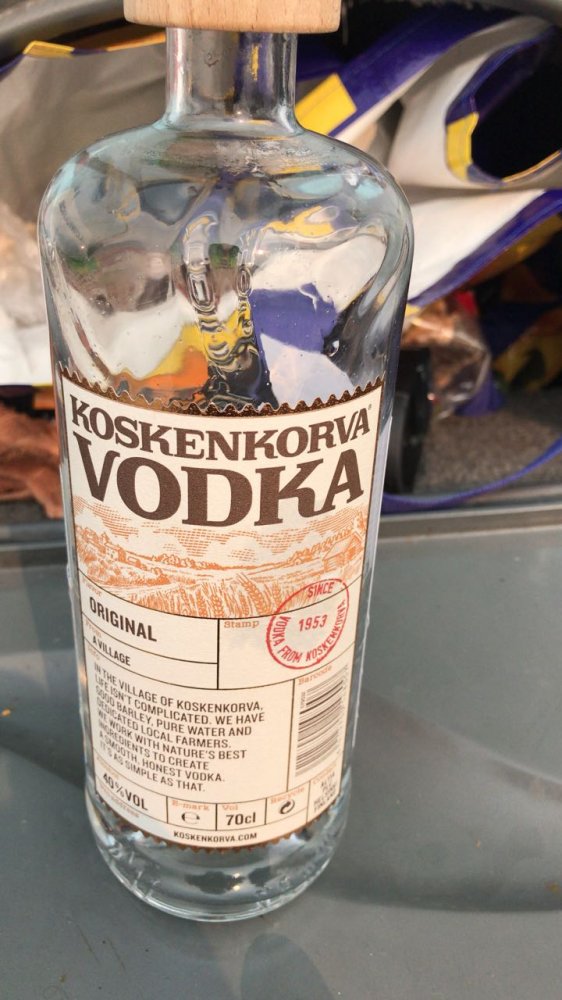 KOSKENKORVA®
VODKA
ORIGINAL
Stamp
SINCE
1953
VODKA FROM KOSKENKORVA
From
A VILLAGE
Barcode
IN THE VILLAGE OF KOSKENKORVA,
LIFE ISN'T COMPLICATED. WE HAVE
GOOD BARLEY, PURE WATER AND
DEDICATED LOCAL FARMERS.
WE WORK WITH NATURE'S BEST
INGREDIENTS TO CREATE
A SMOOTH, HONEST VODKA.
IT'S AS SIMPLE AS THAT.
40%VOL
E-mark
e
Vol
70cl
Recycle
KOSKENKORVA.COM